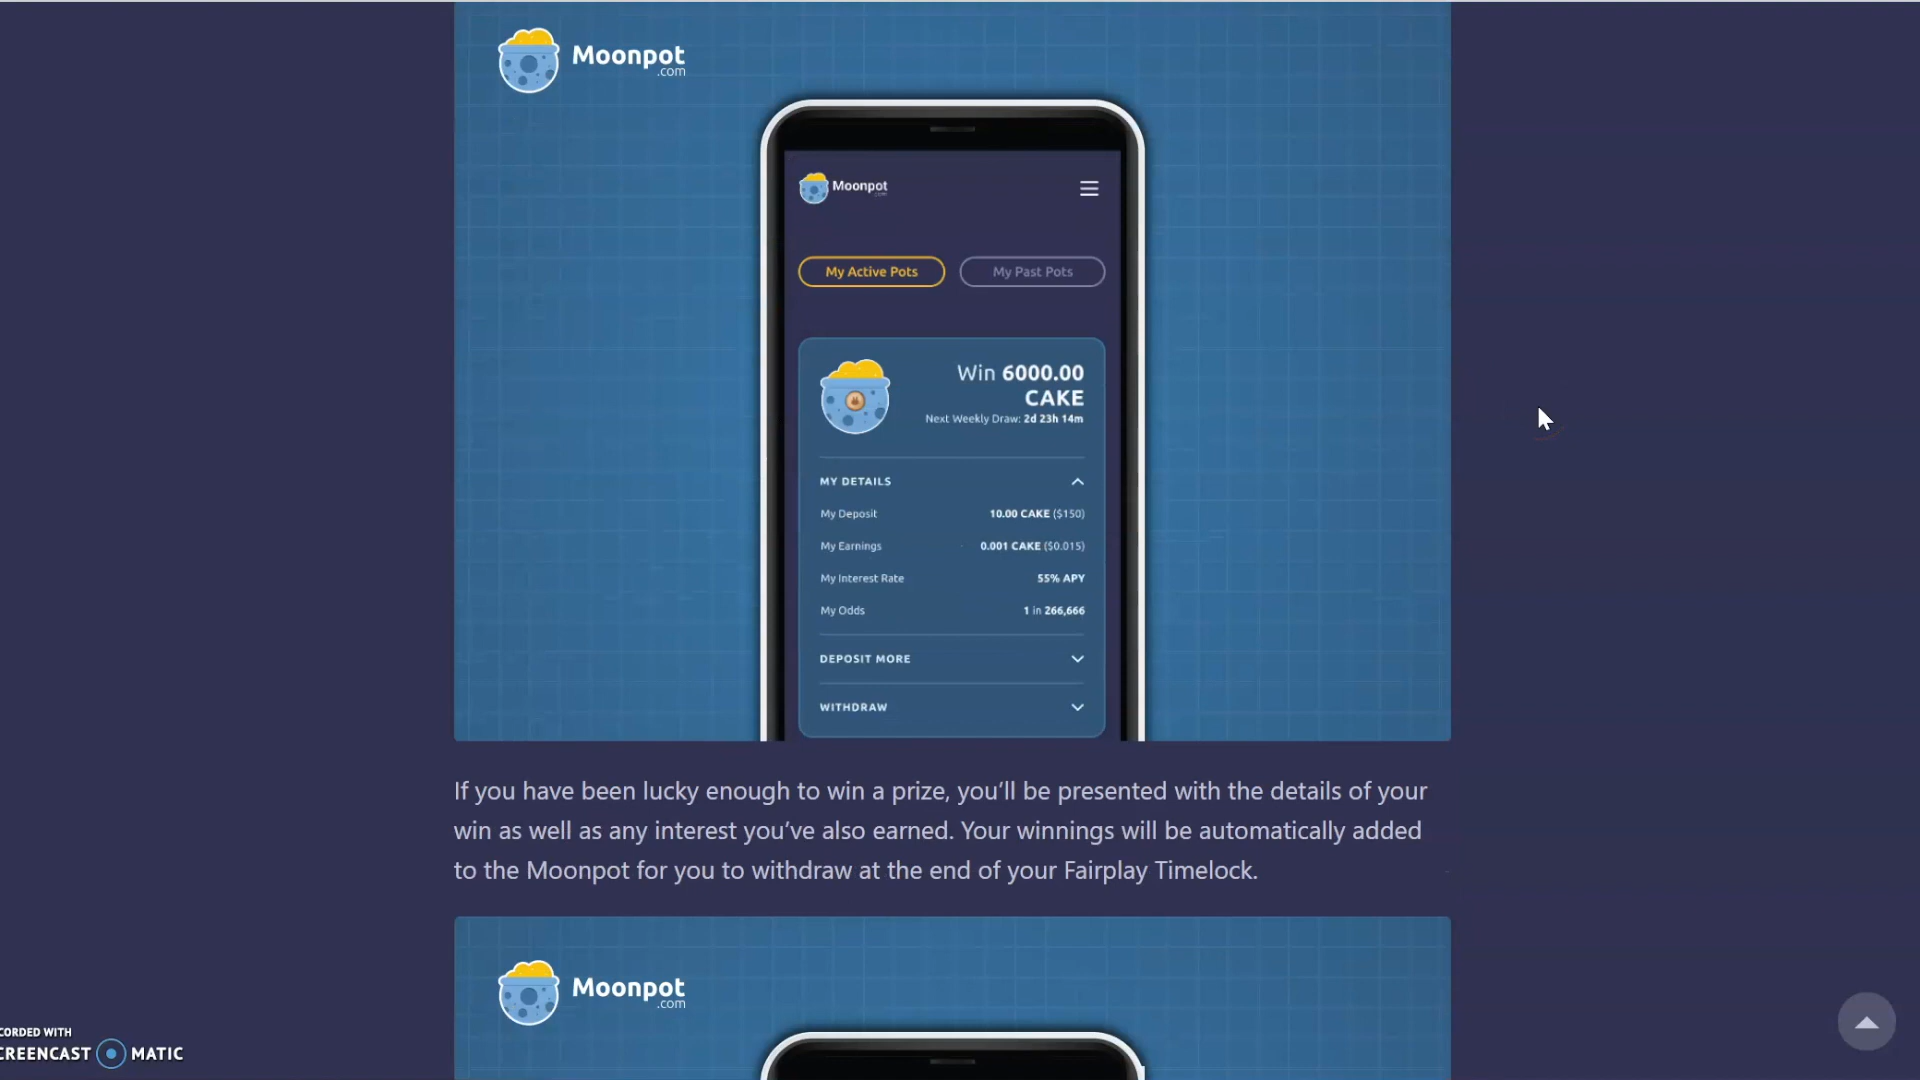 Moonpot
.com
Moonpot
My Active Pots
My Past Pots
Win 6000.00
CAKE
Next Weekly Draw: 2d 23h 14m
MY DETAILS
My Deposit
10.00 CAKE ($150)
My Earnings
0.001 CAKE ($0.015)
My Interest Rate
55% APY
My Odds
1 in 266,666
DEPOSIT MORE
WITHDRAW
If you have been lucky enough to win a prize, you’ll be presented with the details of your
win as well as any interest you’ve also earned. Your winnings will be automatically added
to the Moonpot for you to withdraw at the end of your Fairplay Timelock.
Moonpot
.com
CORDED WITH
CREENCAST MATIC